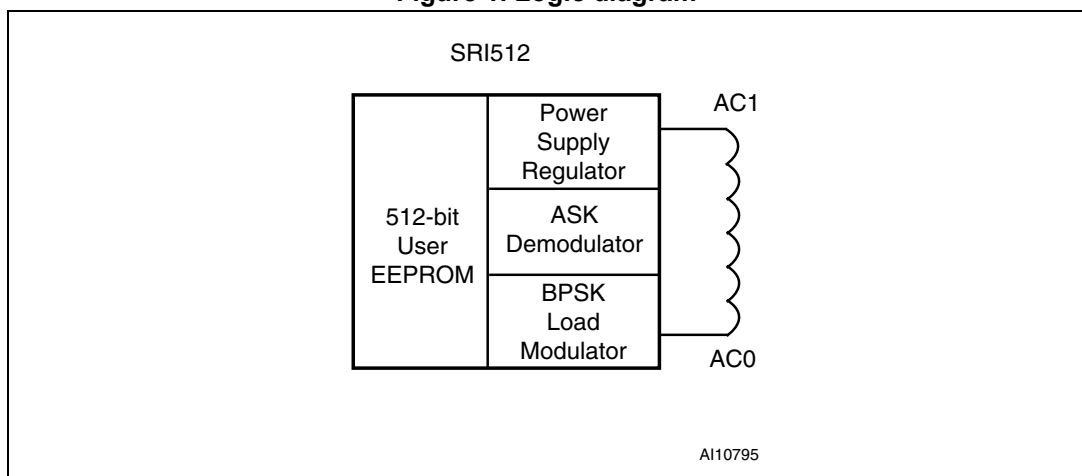 Figure 1. Logic diagram
SRI512
AC1
Power
Supply
Regulator
512-bit
User
EEPROM
ASK
Demodulator
BPSK
Load
Modulator
AC0
AI10795